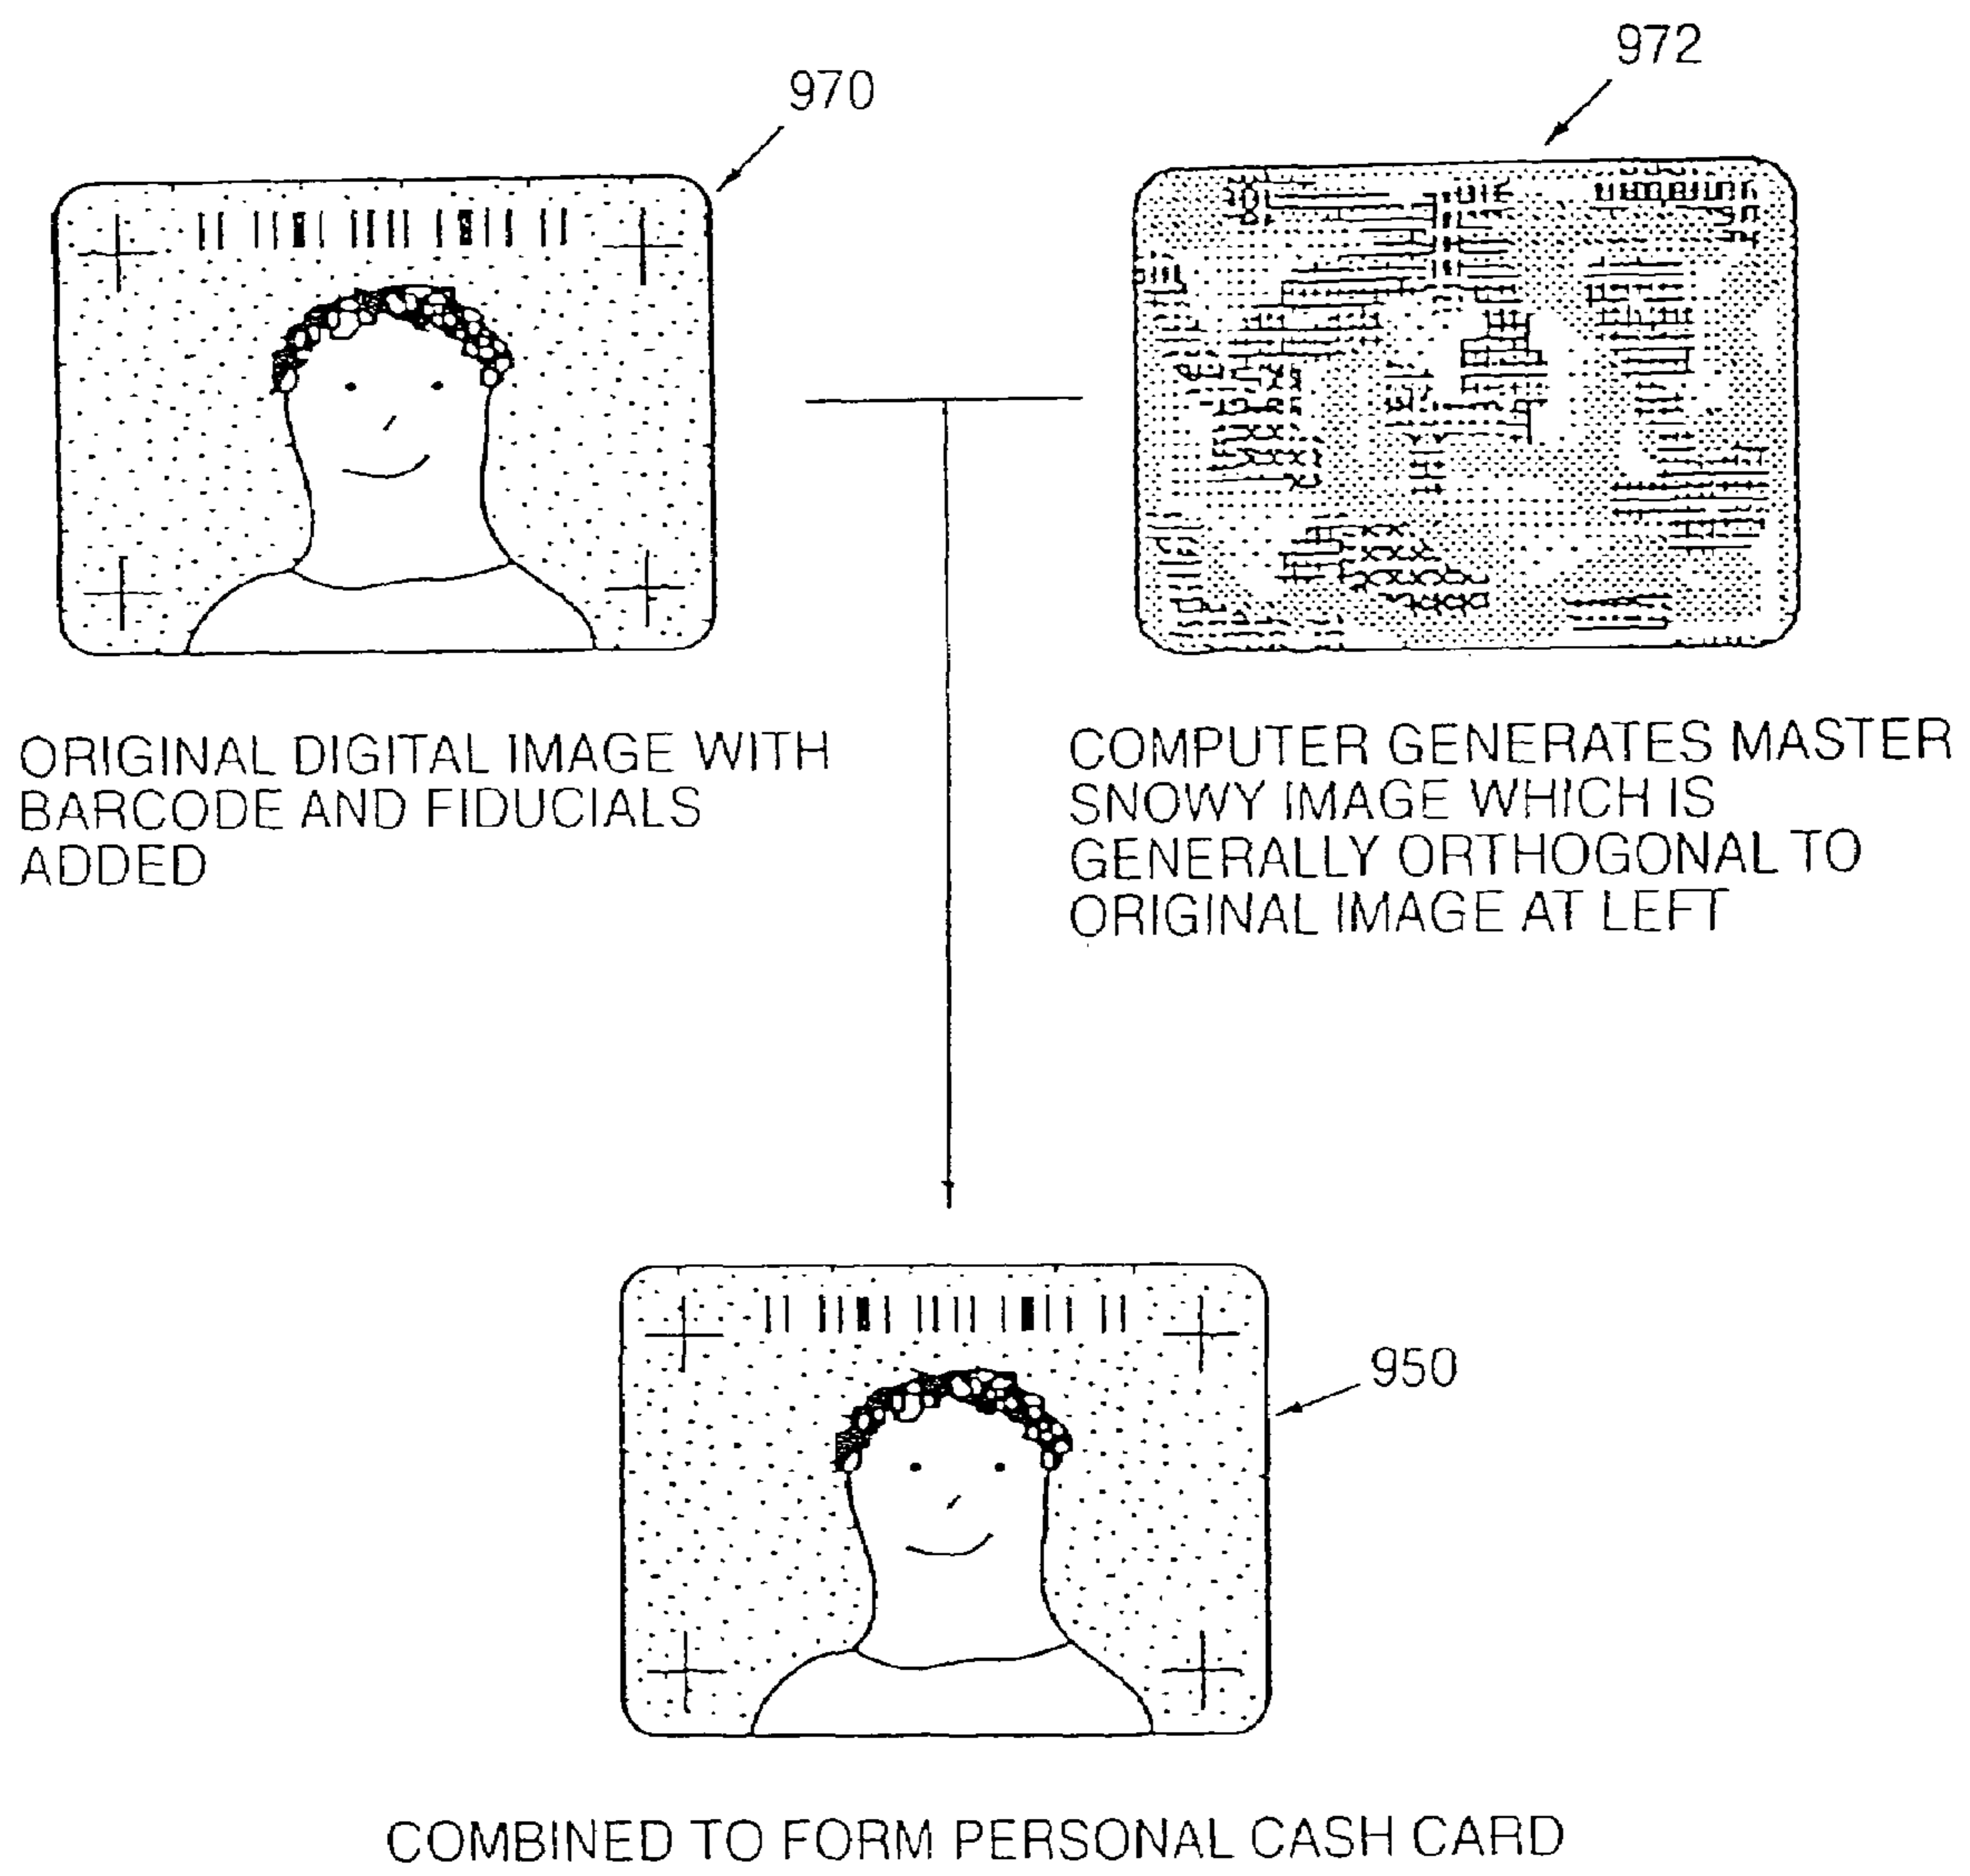 972
970
ORIGINAL DIGITAL IMAGE WITH
BARCODE AND FIDUCIALS
ADDED
COMPUTER GENERATES MASTER
SNOWY IMAGE WHICH IS
GENERALLY ORTHOGONAL TO
ORIGINAL IMAGE AT LEFT
950
COMBINED TO FORM PERSONAL CASH CARD